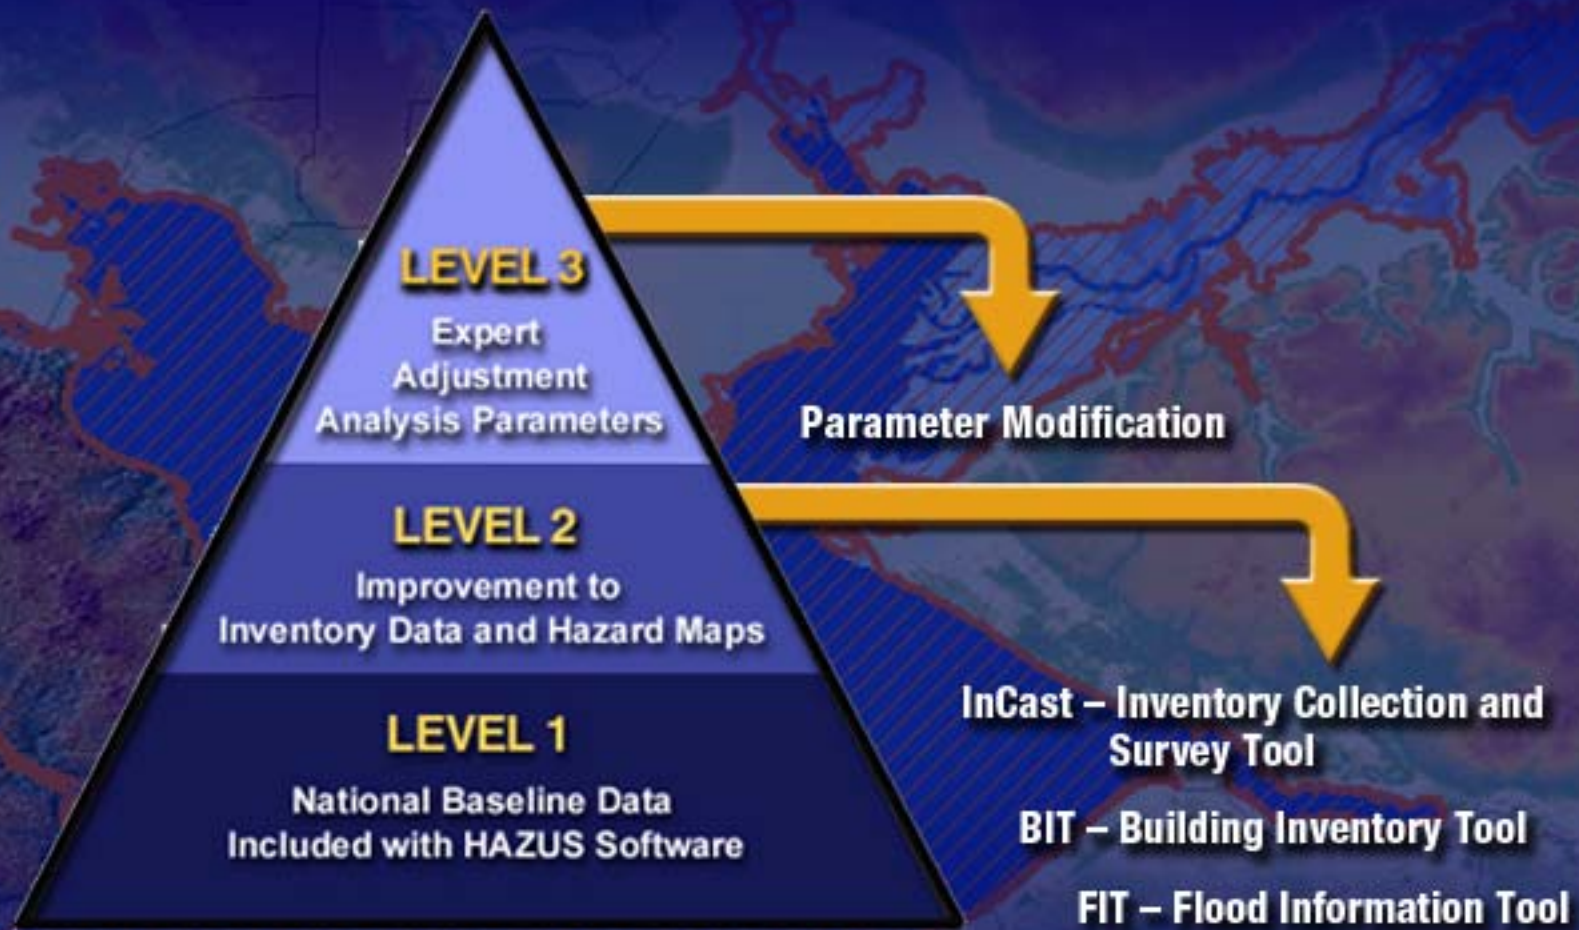 LEVEL 3
Expert
Adjustment
Analysis Parameters
LEVEL 2
Improvement to
Inventory Data and Hazard Maps
LEVEL 1
National Baseline Data
Included with HAZUS Software
Parameter Modification
InCast – Inventory Collection and
Survey Tool
BIT – Building Inventory Tool
FIT – Flood Information Tool